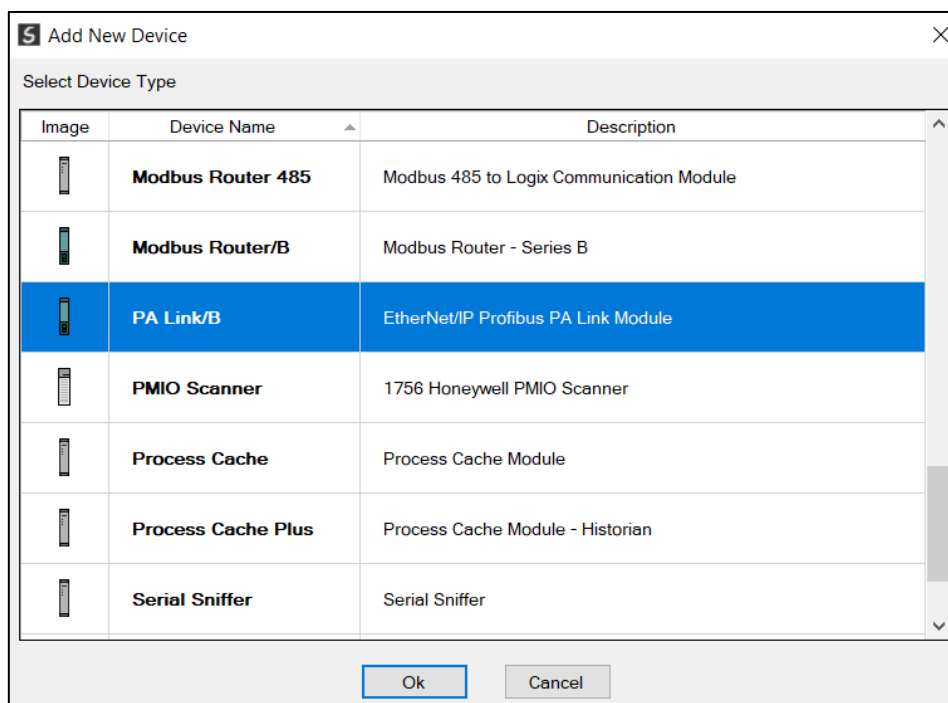 Add New Device
Select Device Type
Image Device Name Description
Modbus Router 485 Modbus 485 to Logix Communication Module
Modbus Router/B Modbus Router - Series B
PA Link/B EtherNet/IP Profibus PA Link Module
PMIO Scanner 1756 Honeywell PMIO Scanner
Process Cache Process Cache Module
Process Cache Plus Process Cache Module - Historian
Serial Sniffer Serial Sniffer
Ok Cancel